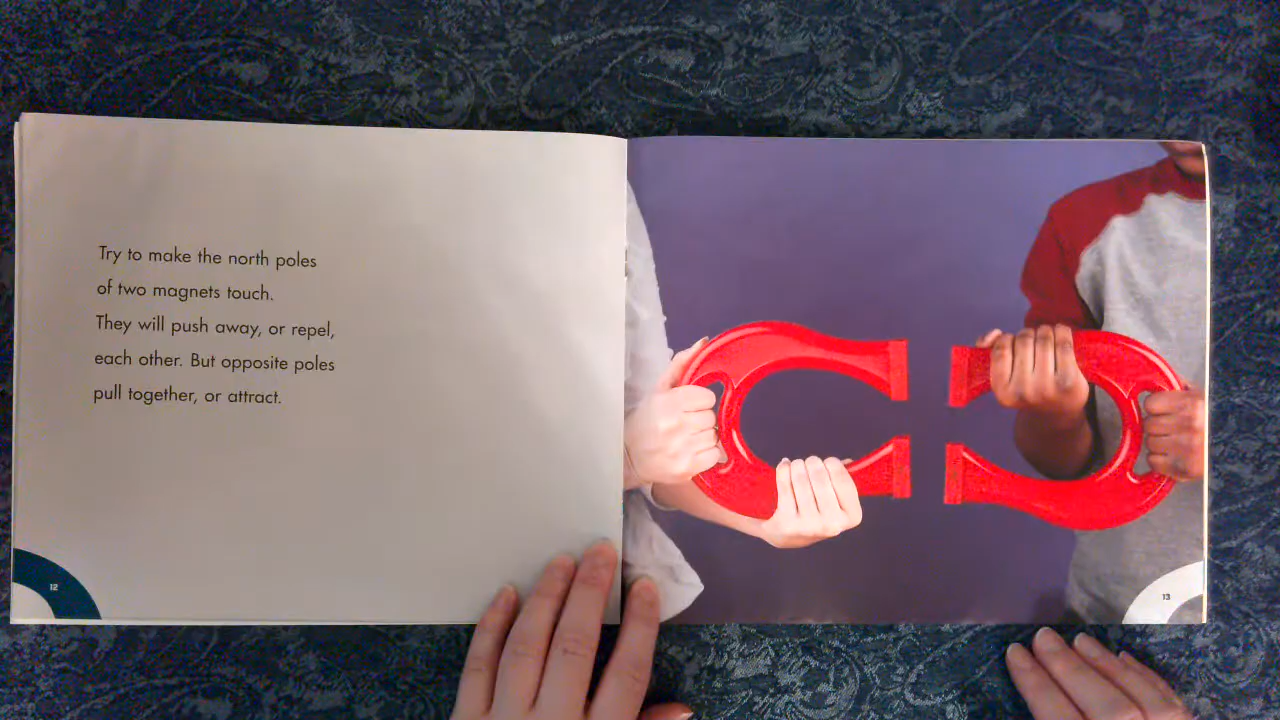 Try to make the north poles
of two magnets touch.
They will push away, or repel,
each other. But opposite poles
pull together, or attract.
12
13